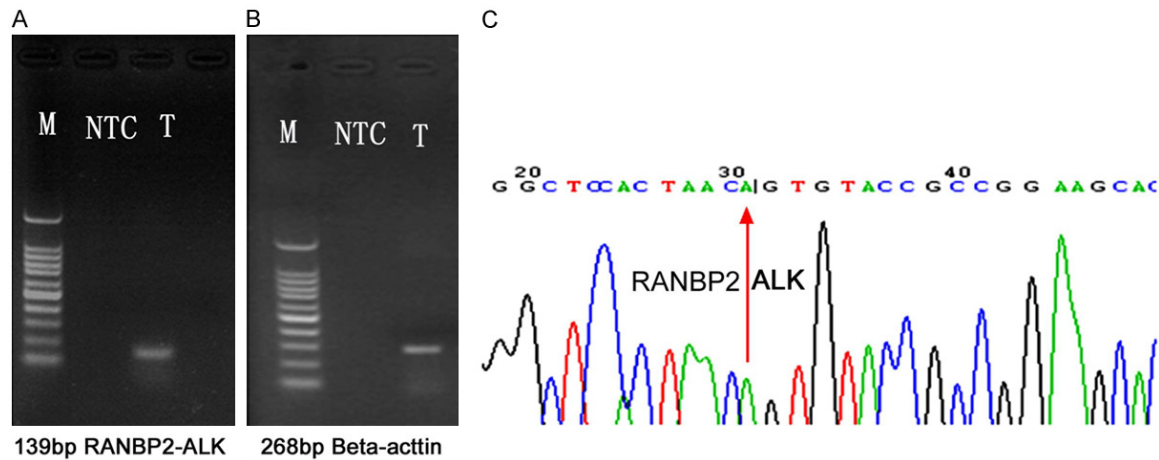 A
B
C
M
NTC
T
M
NTC
T
20
30
40
G G C T C C A C T A A C A | G T G T A C C G C C G G A A G C A C
RANBP2
ALK
139bp RANBP2-ALK
268bp Beta-acttin